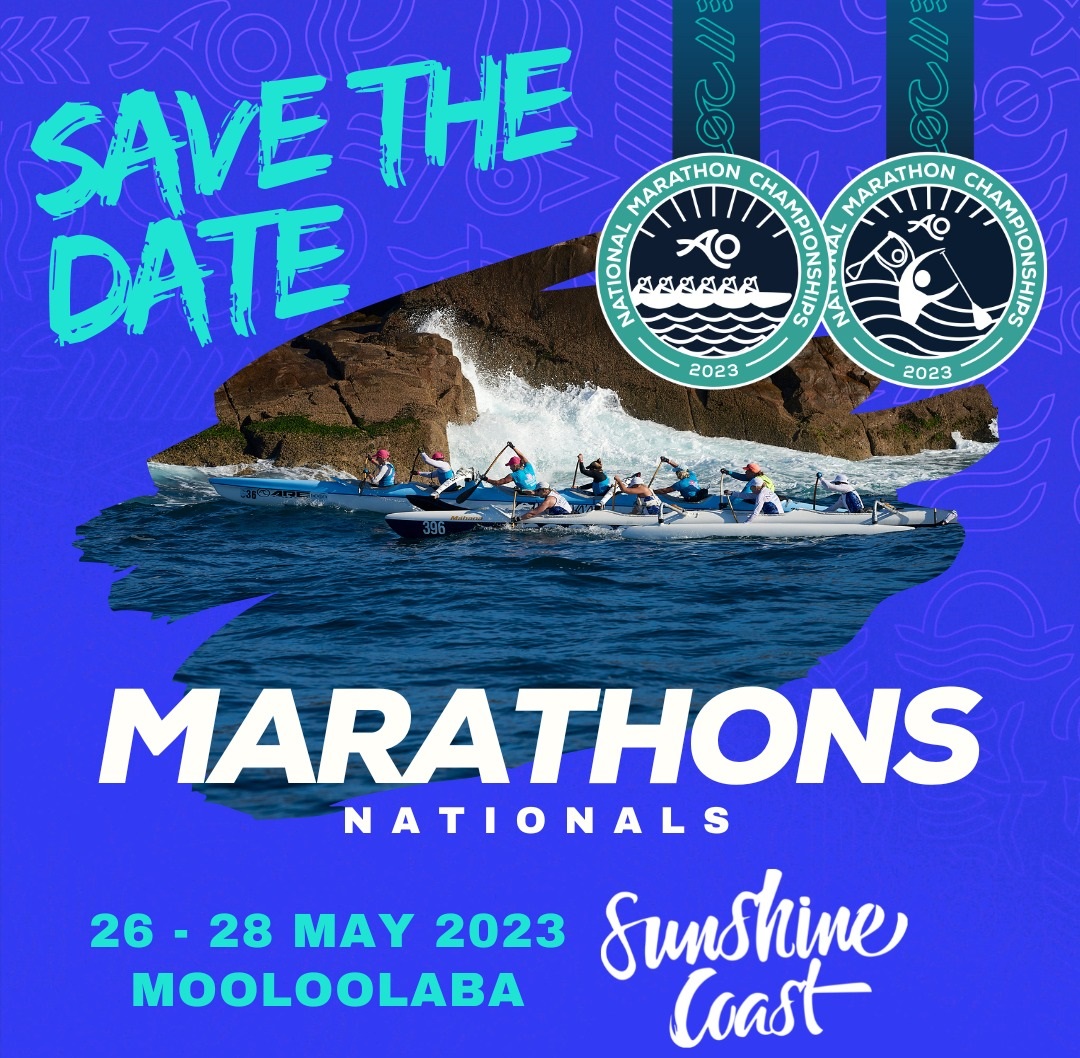 SAVE THE
DATE
NATIONAL MARATHON CHAMPIONSHIPS
2023
NATIONAL MARATHON CHAMPIONSHIPS
2023
36
396
MARATHONS
NATIONALS
26 - 28 MAY 2023
MOOLOOLABA
Sunshine
Coast